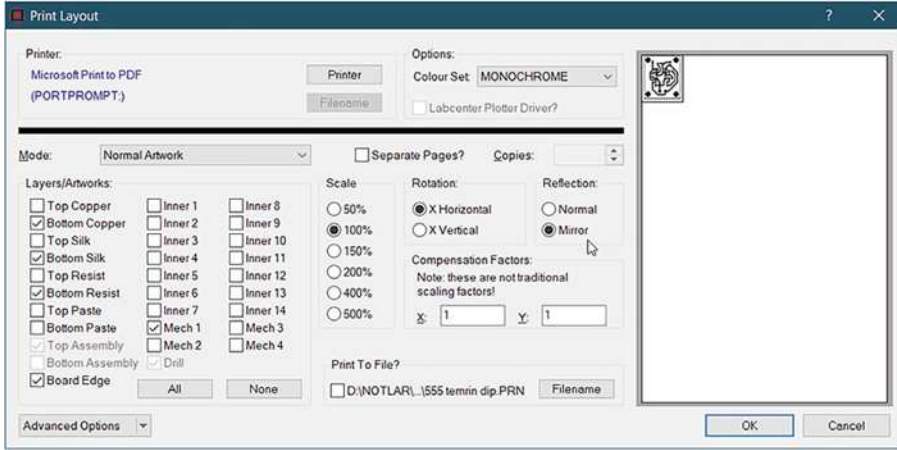 Print Layout
? ×
Printer:
Microsoft Print to PDF
(PORTPROMPT:)
Printer
Filename
Options:
Colour Set: MONOCHROME
Labcenter Plotter Driver?
Mode: Normal Artwork
Separate Pages? Copies:
Layers/Artworks:
Top Copper Inner 1 Inner 8
Bottom Copper Inner 2 Inner 9
Top Silk Inner 3 Inner 10
Bottom Silk Inner 4 Inner 11
Top Resist Inner 5 Inner 12
Bottom Resist Inner 6 Inner 13
Top Paste Inner 7 Inner 14
Bottom Paste Mech 1 Mech 3
Top Assembly Mech 2 Mech 4
Bottom Assembly Drill
Board Edge
All None
Scale
50%
100%
150%
200%
400%
500%
Rotation:
X Horizontal
X Vertical
Reflection:
Normal
Mirror
Compensation Factors:
Note: these are not traditional
scaling factors!
X: 1 Y: 1
Print To File?
D:\NOTLAR\...\555 temrin dip.PRN Filename
Advanced Options
OK Cancel